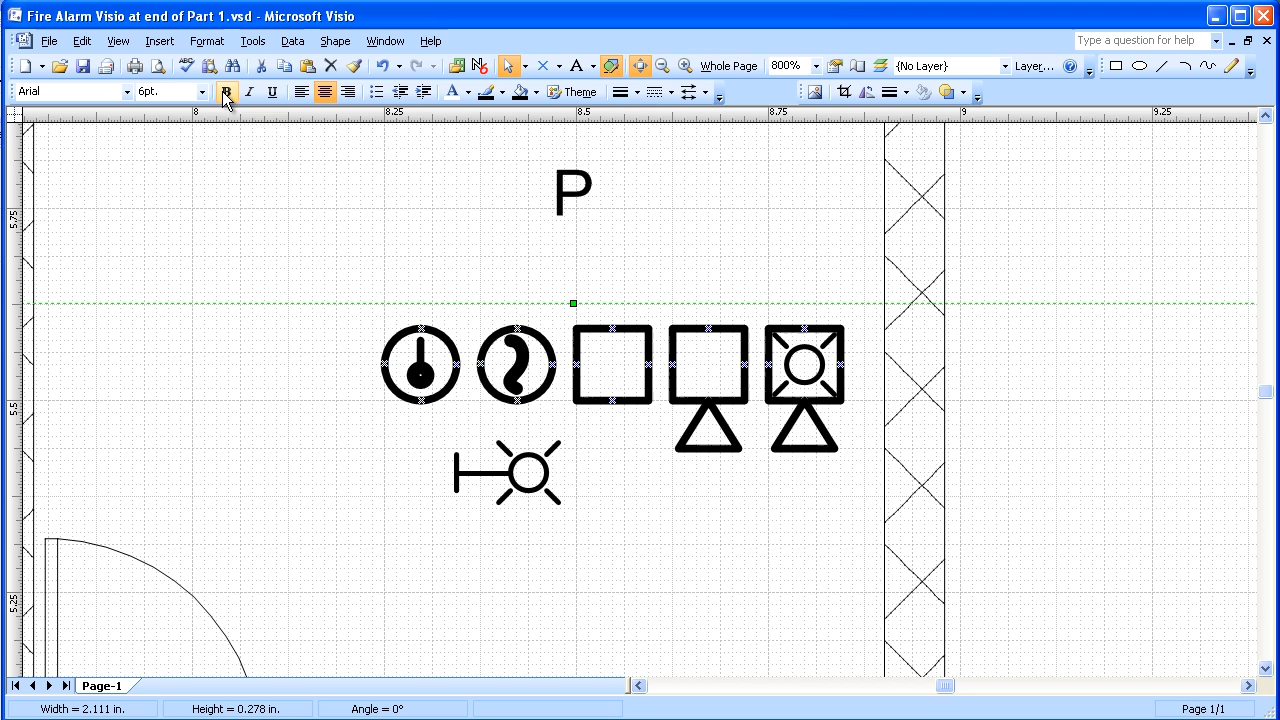 Fire Alarm Visio at end of Part 1.vsd - Microsoft Visio
File Edit View Insert Format Tools Data Shape Window Help Type a question for help
A Whole Page 800% {No Layer} Layer...
Arial 6pt. B I U A Theme
8 8.25 8.5 8.75 9 9.25
5.75
P
5.5
5.25
Page-1
Width = 2.111 in. Height = 0.278 in. Angle = 0° Page 1/1